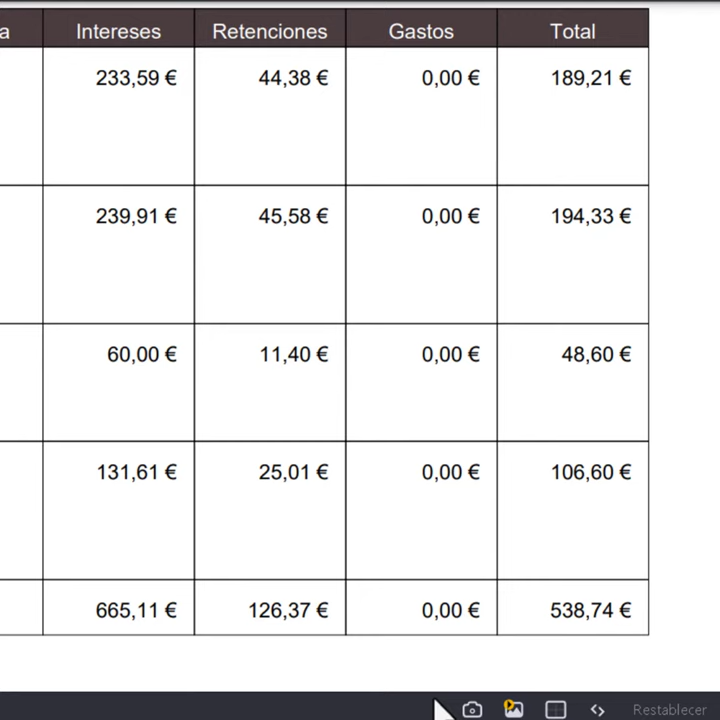 a Intereses Retenciones Gastos Total
233,59 € 44,38 € 0,00 € 189,21 €
239,91 € 45,58 € 0,00 € 194,33 €
60,00 € 11,40 € 0,00 € 48,60 €
131,61 € 25,01 € 0,00 € 106,60 €
665,11 € 126,37 € 0,00 € 538,74 €
Restablecer